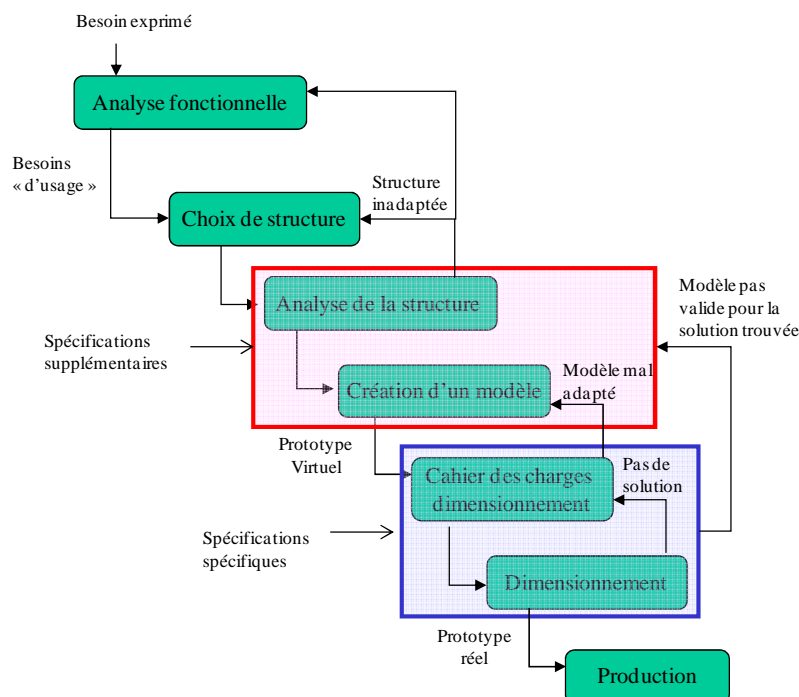 Besoin exprimé
Analyse fonctionnelle
Besoins
« d'usage »
Structure
inadaptée
Choix de structure
Modèle pas
valide pour la
solution trouvée
Analyse de la structure
Spécifications
supplémentaires
Modèle mal
adapté
Création d'un modèle
Prototype
Virtuel
Pas de
solution
Cahier des charges
dimensionnement
Spécifications
spécifiques
Dimensionnement
Prototype
réel
Production